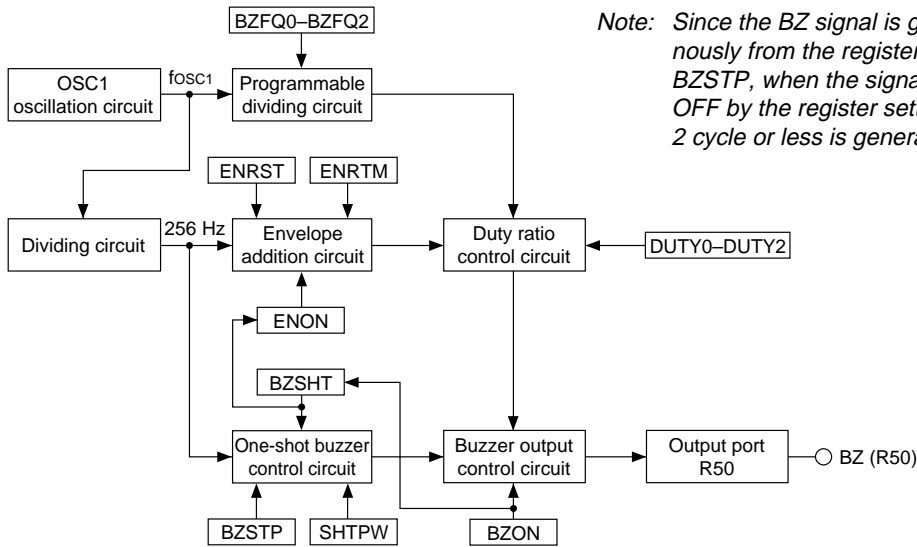 BZFQ0–BZFQ2
Note: Since the BZ signal is g
nously from the register
BZSTP, when the signal
OFF by the register sett
2 cycle or less is genera
OSC1
oscillation circuit
fOSC1
Programmable
dividing circuit
ENRST
ENRTM
Dividing circuit
256 Hz
Envelope
addition circuit
Duty ratio
control circuit
DUTY0–DUTY2
ENON
BZSHT
One-shot buzzer
control circuit
Buzzer output
control circuit
Output port
R50
BZ (R50)
BZSTP
SHTPW
BZON